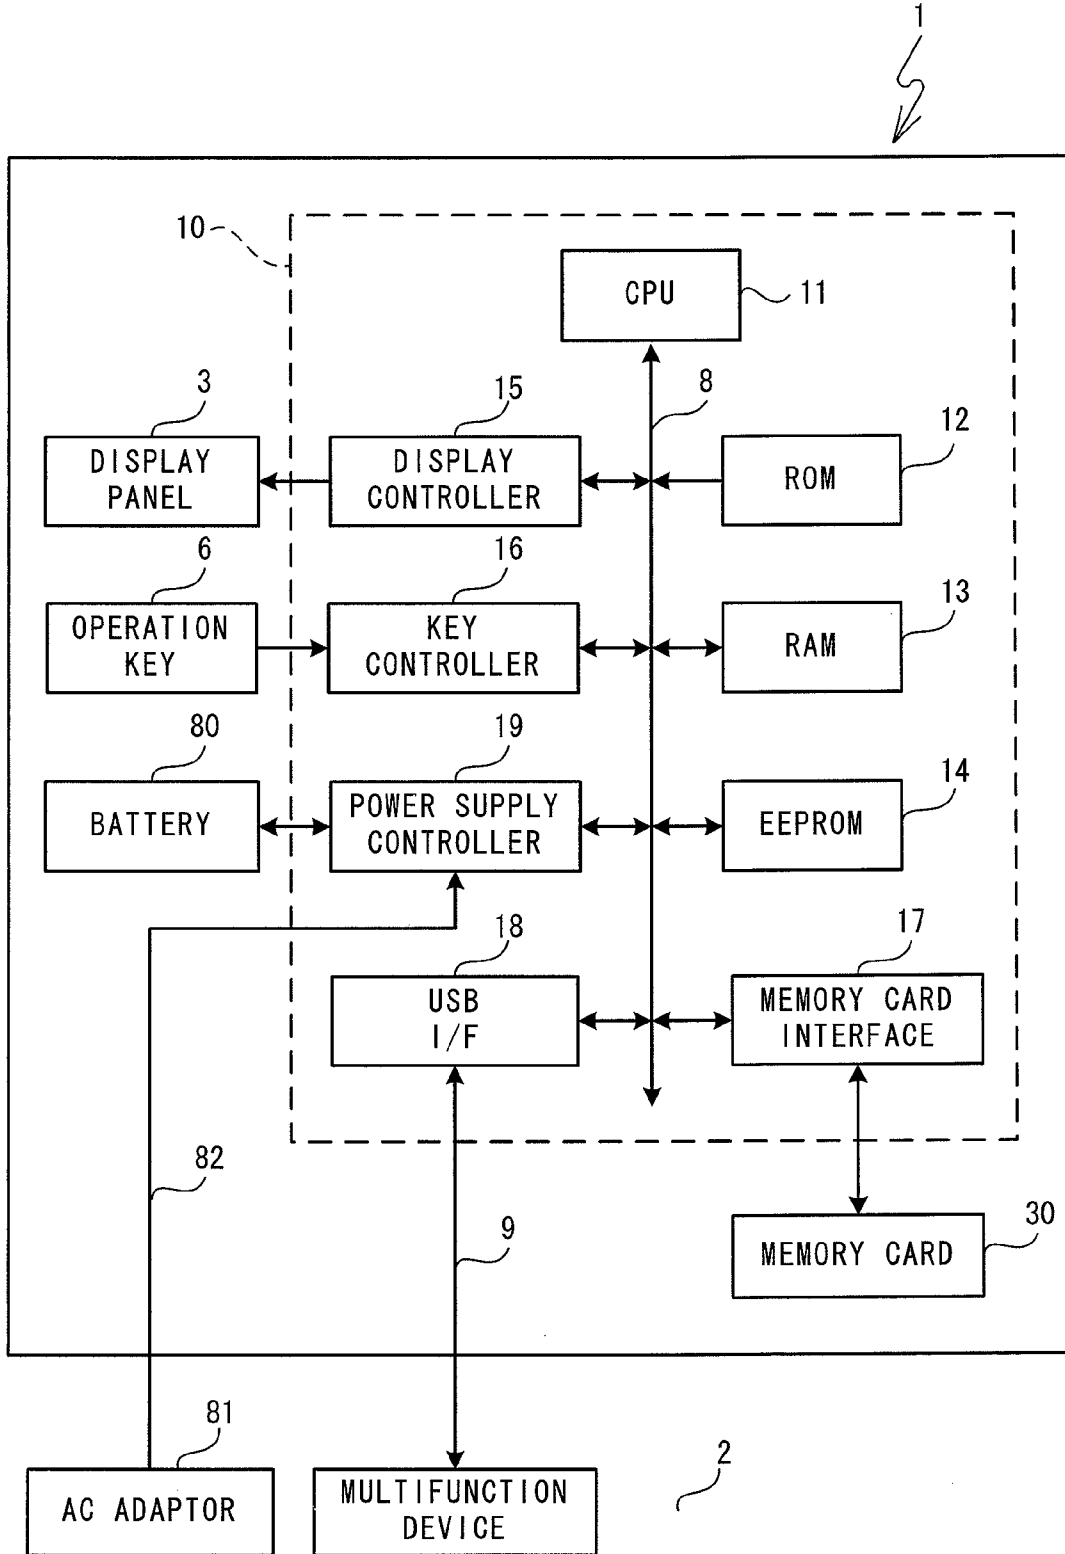 1
10
CPU
11
3
15
8
12
DISPLAY
PANEL
DISPLAY
CONTROLLER
ROM
6
16
13
OPERATION
KEY
KEY
CONTROLLER
RAM
80
19
14
BATTERY
POWER SUPPLY
CONTROLLER
EEPROM
18
17
USB
I/F
MEMORY CARD
INTERFACE
82
9
30
MEMORY CARD
81
2
AC ADAPTOR
MULTIFUNCTION
DEVICE